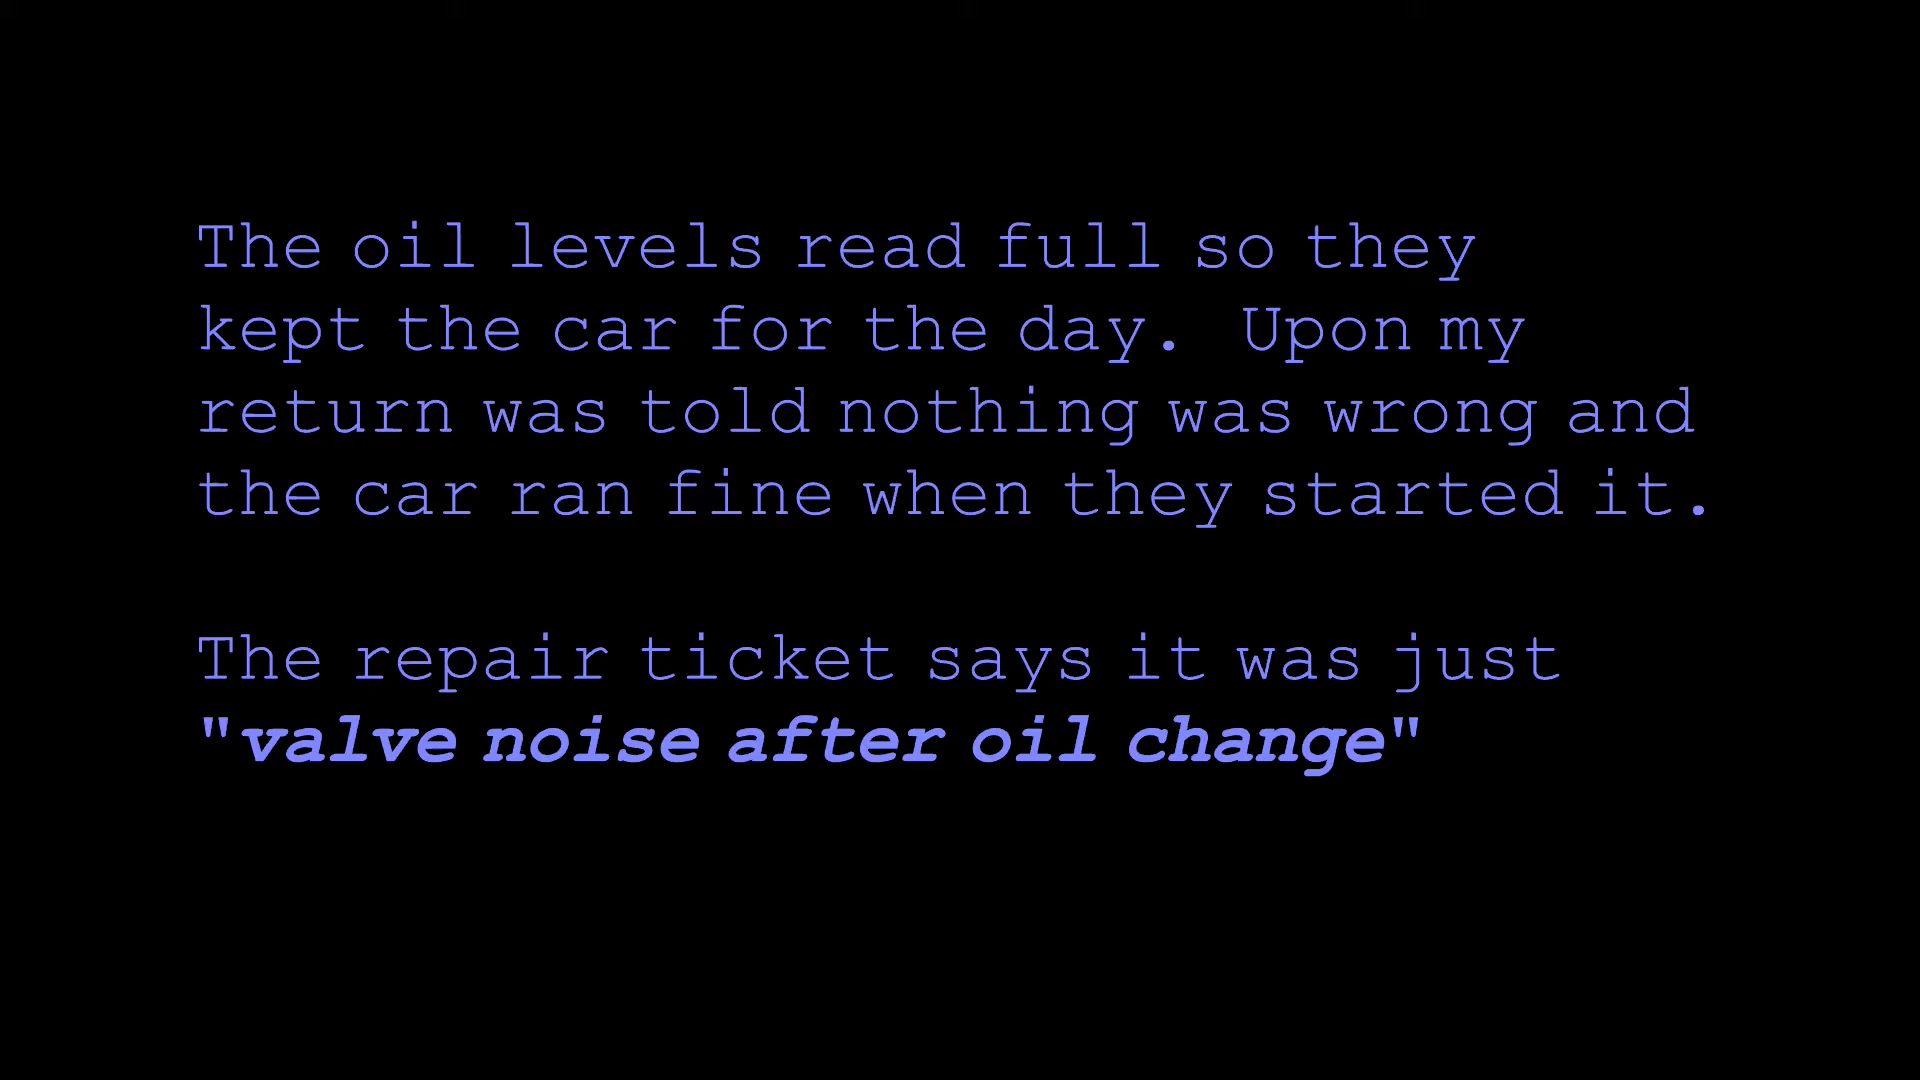 The oil levels read full so they
kept the car for the day.  Upon my
return was told nothing was wrong and
the car ran fine when they started it.
The repair ticket says it was just
"valve noise after oil change"